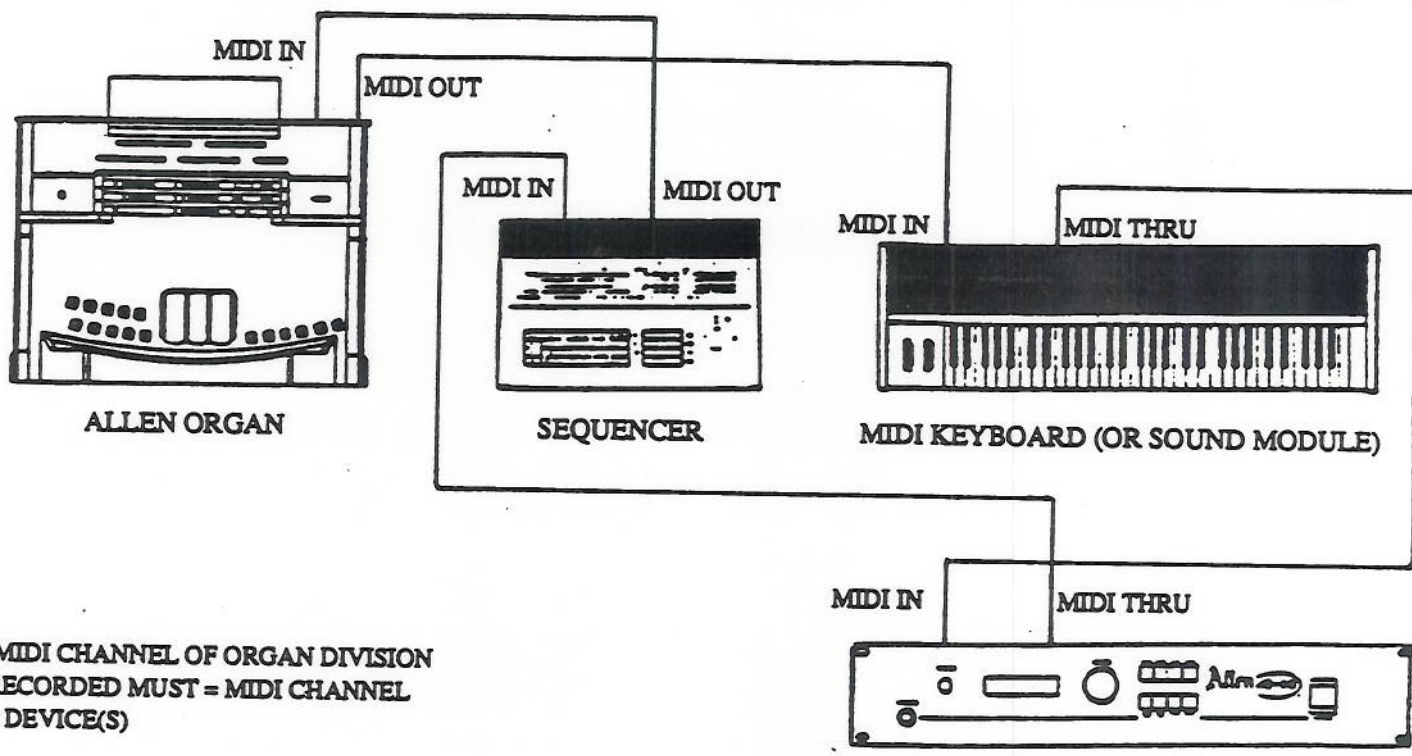 MIDI IN
MIDI OUT
MIDI IN
MIDI OUT
MIDI IN
MIDI THRU
ALLEN ORGAN
SEQUENCER
MIDI KEYBOARD (OR SOUND MODULE)
MIDI IN
MIDI THRU
MIDI CHANNEL OF ORGAN DIVISION
RECORDED MUST = MIDI CHANNEL
DEVICE(S)